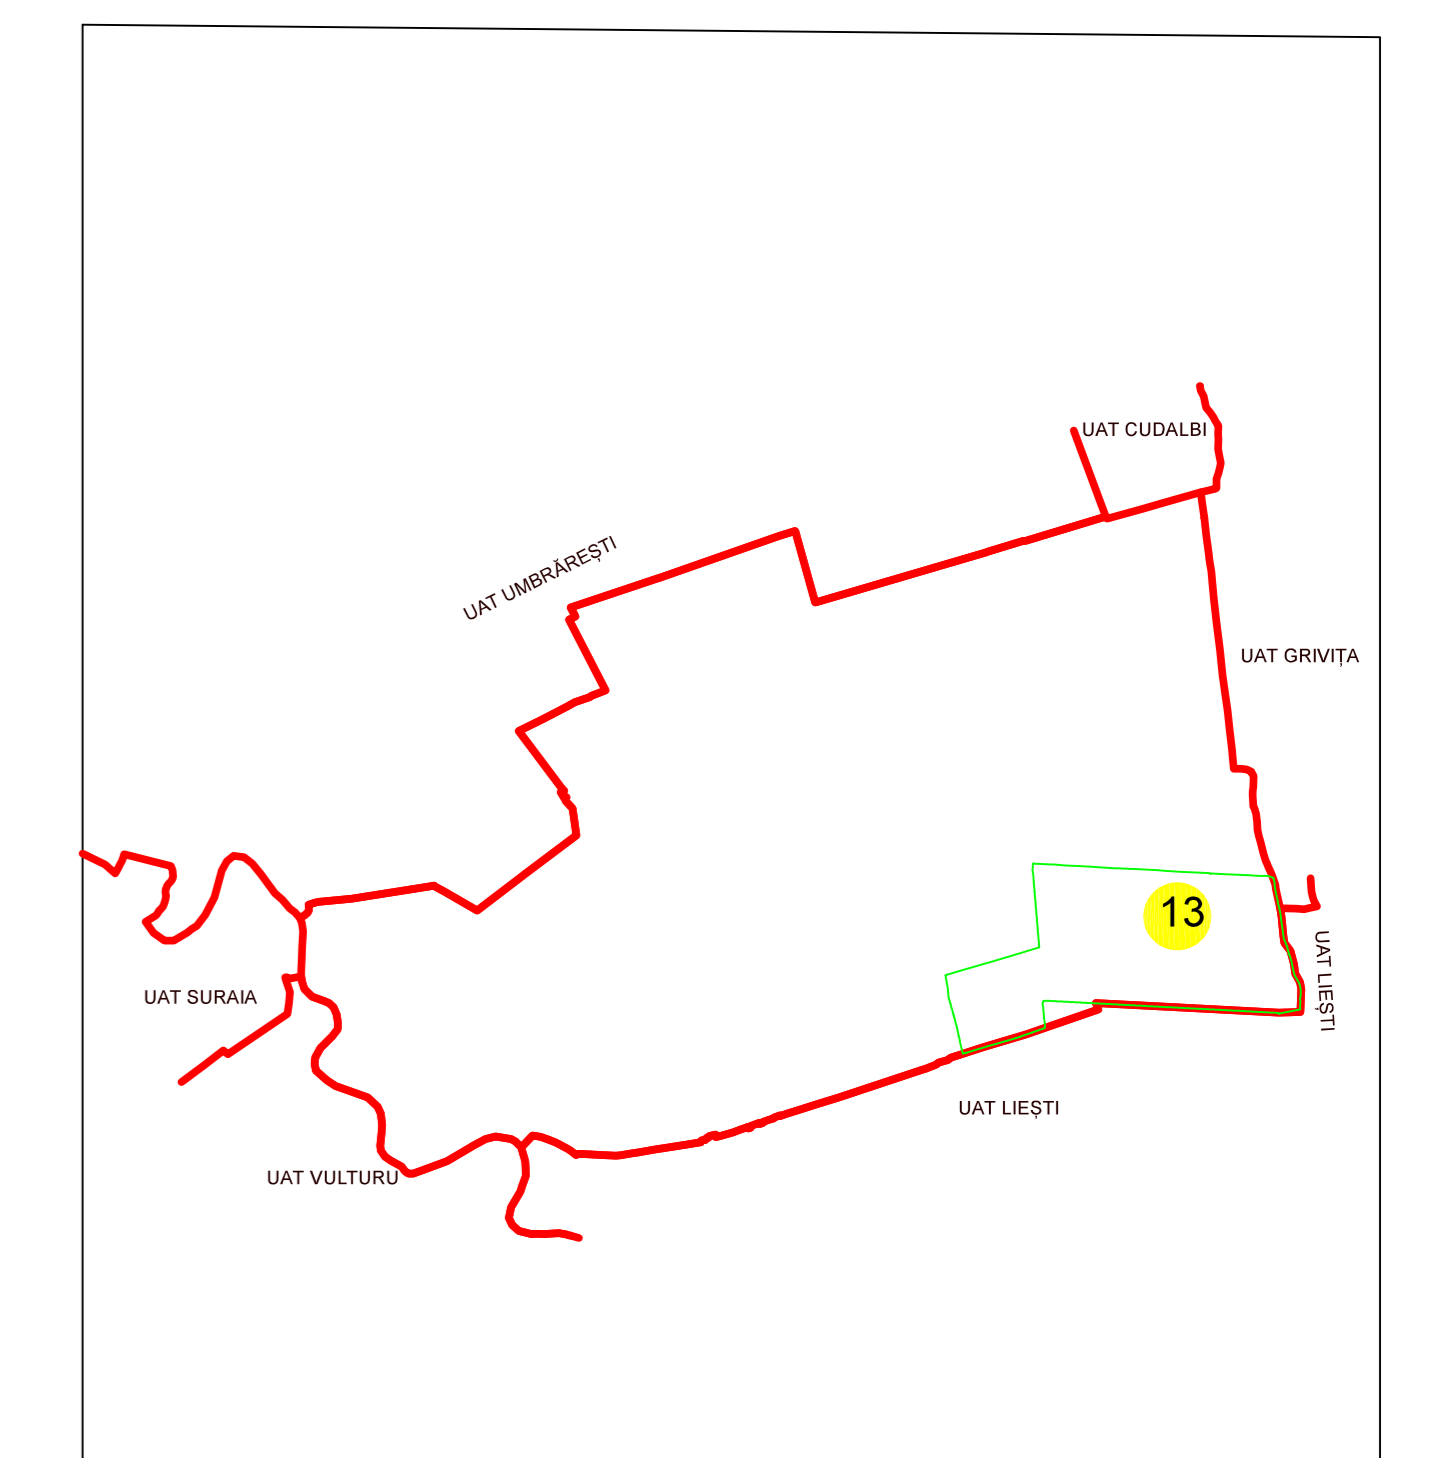 UAT CUDALBI
UAT UMBRĂREȘTI
UAT GRIVIȚA
13
UAT LIEȘTI
UAT SURAIA
UAT LIEȘTI
UAT VULTURU